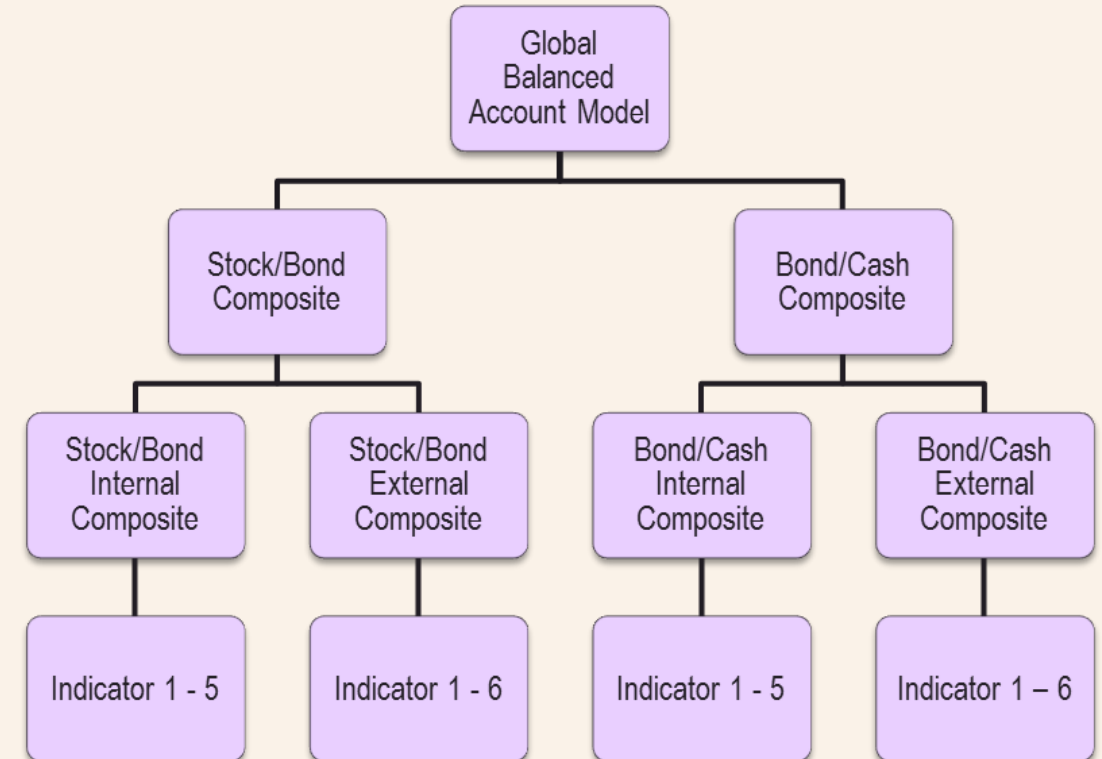 Global
Balanced
Account Model
Stock/Bond
Composite
Bond/Cash
Composite
Stock/Bond
Internal
Composite
Stock/Bond
External
Composite
Bond/Cash
Internal
Composite
Bond/Cash
External
Composite
Indicator 1 - 5
Indicator 1 - 6
Indicator 1 - 5
Indicator 1 – 6